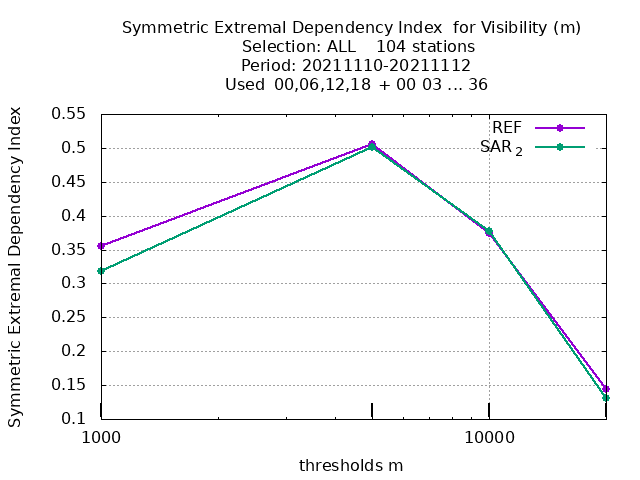 Symmetric Extremal Dependency Index  for Visibility (m)
Selection: ALL    104 stations
Period: 20211110-20211112
Used  00,06,12,18  + 00 03 ... 36
Symmetric Extremal Dependency Index
0.55
0.5
0.45
0.4
0.35
0.3
0.25
0.2
0.15
0.1
REF
SAR 2
1000
10000
thresholds m